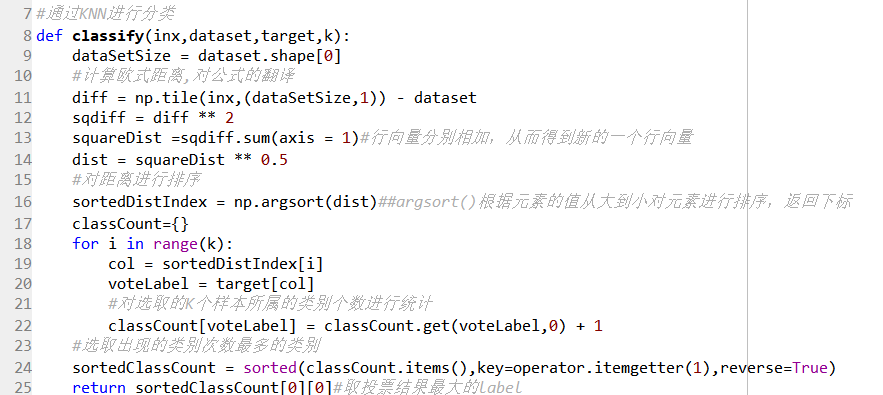 7 #通过KNN进行分类
8 def classify(inx,dataset,target,k):
9     dataSetSize = dataset.shape[0]
10     #计算欧式距离,对公式的翻译
11     diff = np.tile(inx,(dataSetSize,1)) - dataset
12     sqdiff = diff ** 2
13     squareDist =sqdiff.sum(axis = 1)#行向量分别相加，从而得到新的一个行向量
14     dist = squareDist ** 0.5
15     #对距离进行排序
16     sortedDistIndex = np.argsort(dist)##argsort()根据元素的值从大到小对元素进行排序，返回下标
17     classCount={}
18     for i in range(k):
19         col = sortedDistIndex[i]
20         voteLabel = target[col]
21         #对选取的K个样本所属的类别个数进行统计
22         classCount[voteLabel] = classCount.get(voteLabel,0) + 1
23     #选取出现的类别次数最多的类别
24     sortedClassCount = sorted(classCount.items(),key=operator.itemgetter(1),reverse=True)
25     return sortedClassCount[0][0]#取投票结果最大的label